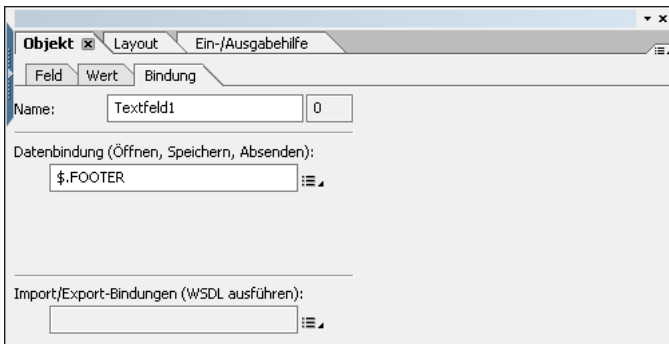 Objekt Layout Ein-/Ausgabehilfe
Feld Wert Bindung
Name: Textfeld1 0
Datenbindung (Öffnen, Speichern, Absenden):
$.FOOTER
Import/Export-Bindungen (WSDL ausführen):